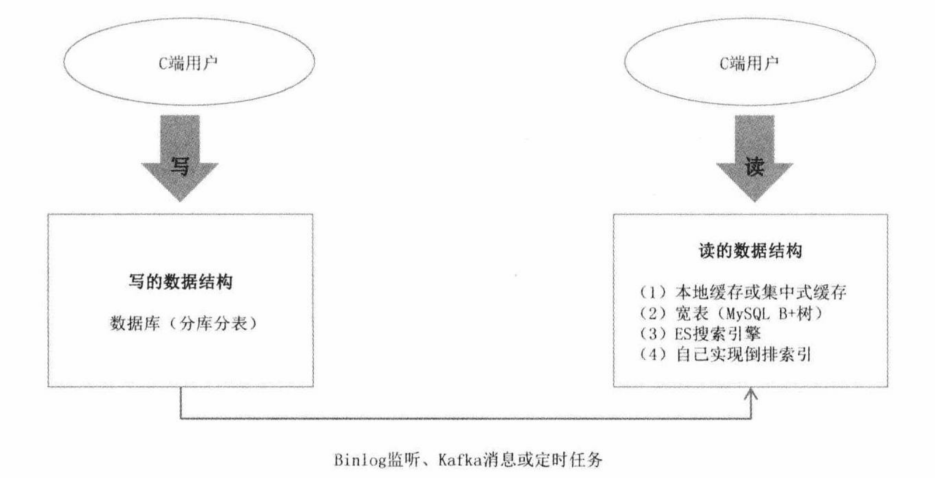 C端用户
C端用户
写
读
写的数据结构
数据库（分库分表）
读的数据结构
（1）本地缓存或集中式缓存
（2）宽表（MySQL B+树）
（3）ES搜索引擎
（4）自己实现倒排索引
Binlog监听、Kafka消息或定时任务